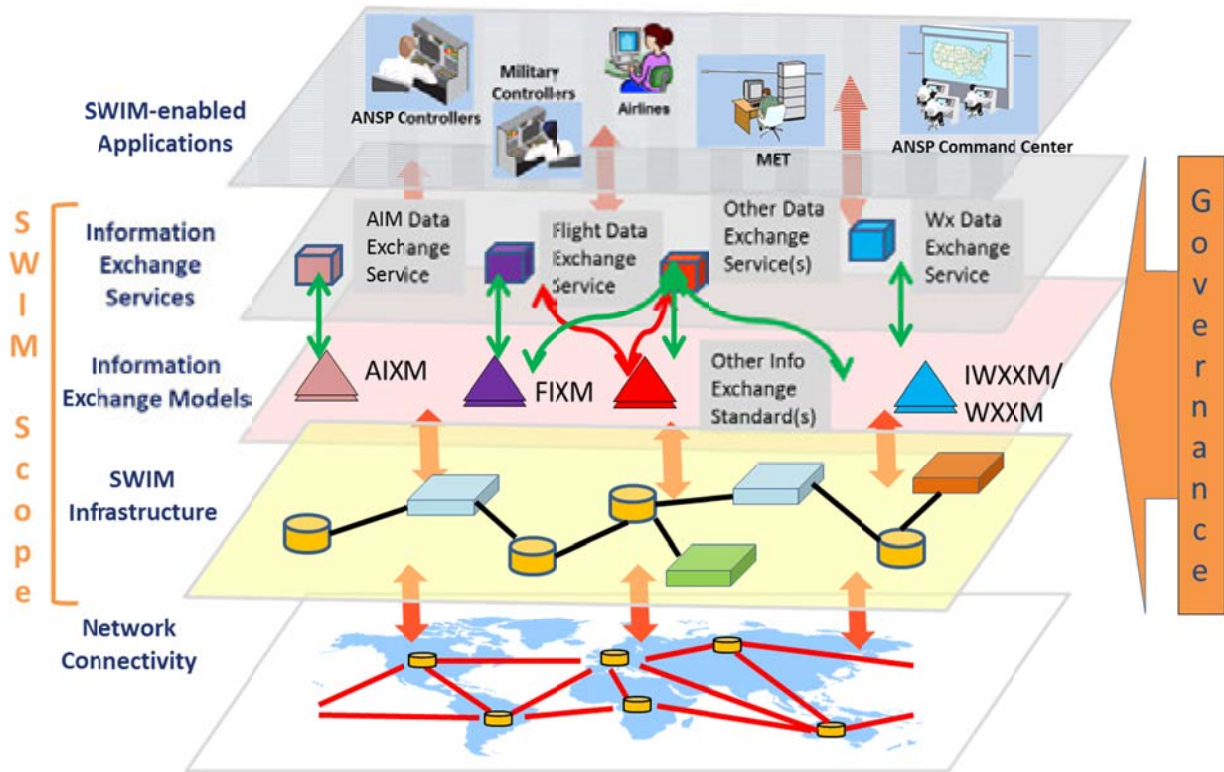 ANSP Controllers
Military
Controllers
Airlines
MET
ANSP Command Center
SWIM-enabled
Applications
SWIM Scope
Information
Exchange
Services
AIM Data
Exchange
Service
Flight Data
Exchange
Service
Other Data
Exchange
Service(s)
Wx Data
Exchange
Service
Information
Exchange Models
AIXM
FIXM
Other Info
Exchange
Standard(s)
IWXXM/
WXXM
SWIM
Infrastructure
Network
Connectivity
Governance